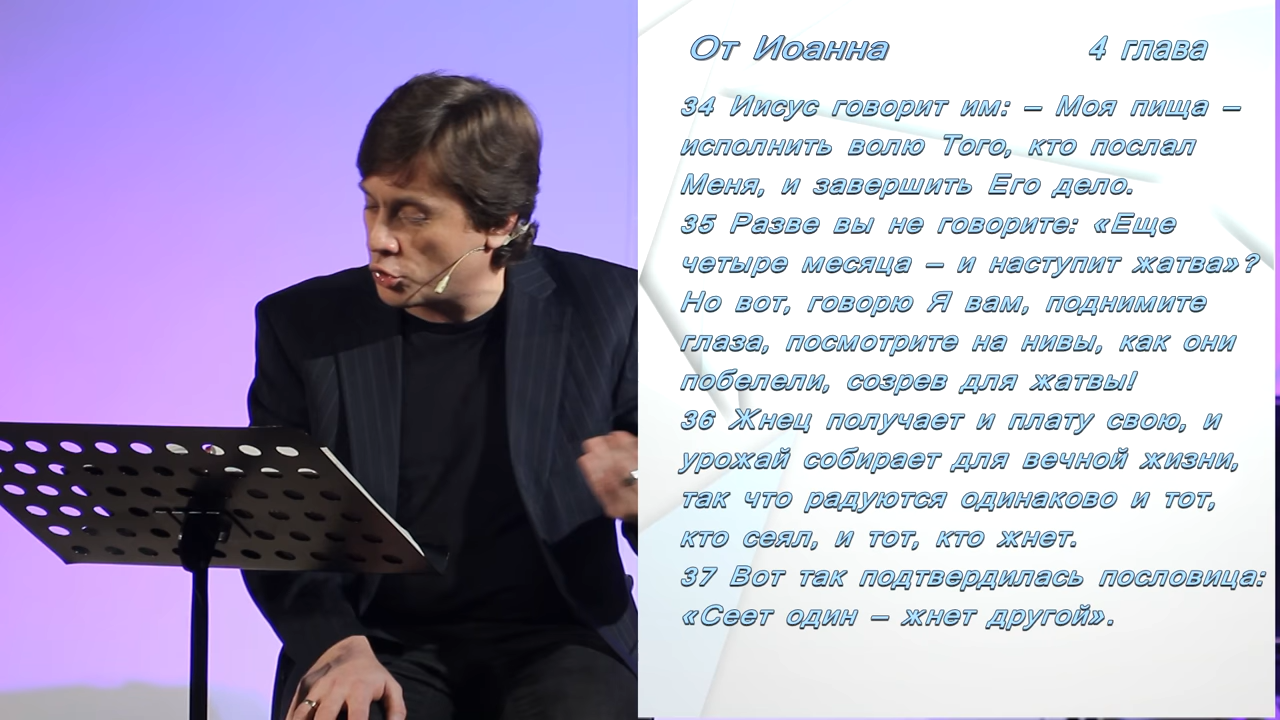 От Иоанна 4 глава
34 Иисус говорит им: – Моя пища –
исполнить волю Того, кто послал
Меня, и завершить Его дело.
35 Разве вы не говорите: «Еще
четыре месяца – и наступит жатва»?
Но вот, говорю Я вам, поднимите
глаза, посмотрите на нивы, как они
побелели, созрев для жатвы!
36 Жнец получает и плату свою, и
урожай собирает для вечной жизни,
так что радуются одинаково и тот,
кто сеял, и тот, кто жнет.
37 Вот так подтвердилась пословица:
«Сеет один – жнет другой».